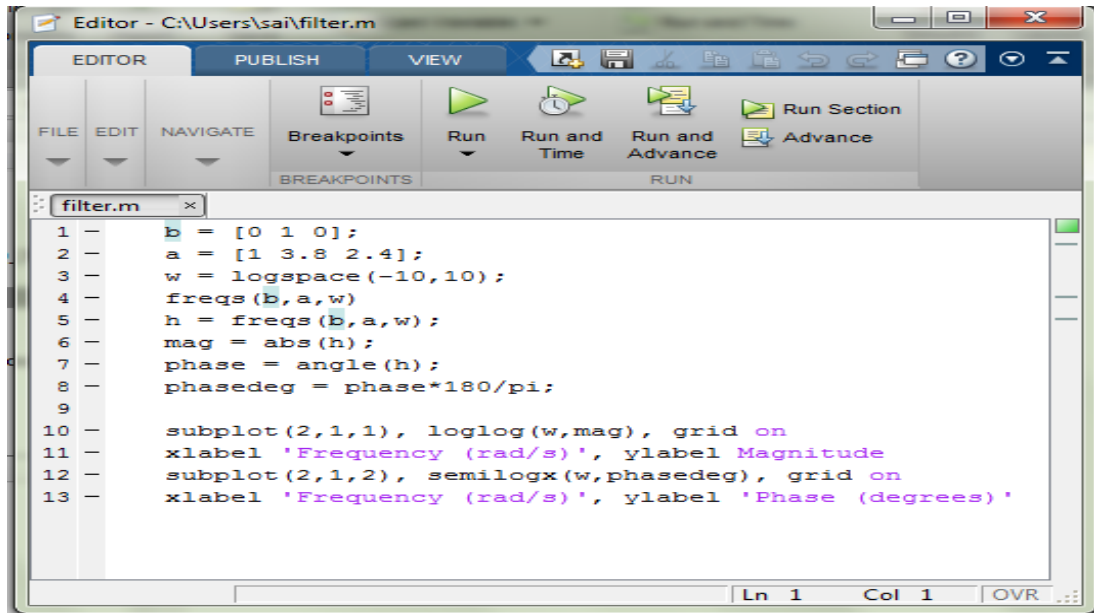 Editor - C:\Users\sai\filter.m
EDITOR PUBLISH VIEW
FILE EDIT NAVIGATE Breakpoints Run Run and Time Run and Advance Run Section Advance
BREAKPOINTS RUN
filter.m ×
1 – b = [0 1 0];
2 – a = [1 3.8 2.4];
3 – w = logspace(-10,10);
4 – freqs(b,a,w)
5 – h = freqs(b,a,w);
6 – mag = abs(h);
7 – phase = angle(h);
8 – phasedeg = phase*180/pi;
9
10 – subplot(2,1,1), loglog(w,mag), grid on
11 – xlabel 'Frequency (rad/s)', ylabel Magnitude
12 – subplot(2,1,2), semilogx(w,phasedeg), grid on
13 – xlabel 'Frequency (rad/s)', ylabel 'Phase (degrees)'
Ln 1 Col 1 OVR